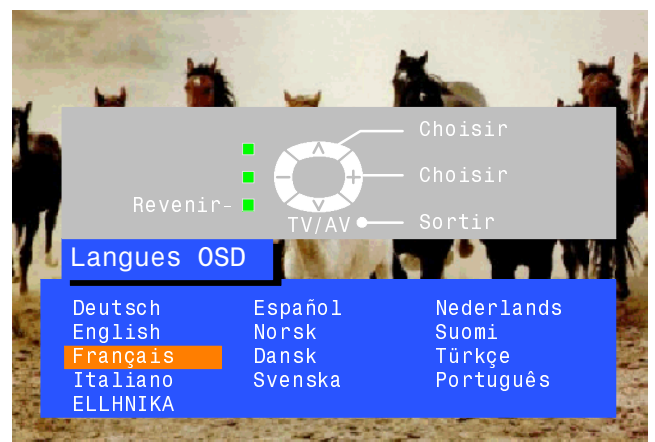 Choisir
Choisir
Revenir-
TV/AV
Sortir
Langues OSD
Deutsch Español Nederlands
English Norsk Suomi
Français Dansk Türkçe
Italiano Svenska Português
ELLHNIKA